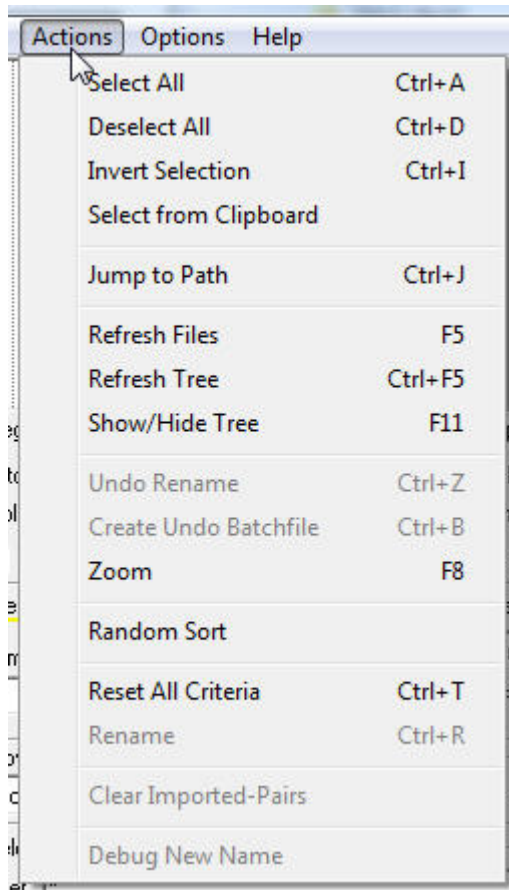 Actions Options Help
Select All Ctrl+A
Deselect All Ctrl+D
Invert Selection Ctrl+I
Select from Clipboard
Jump to Path Ctrl+J
Refresh Files F5
Refresh Tree Ctrl+F5
Show/Hide Tree F11
Undo Rename Ctrl+Z
Create Undo Batchfile Ctrl+B
Zoom F8
Random Sort
Reset All Criteria Ctrl+T
Rename Ctrl+R
Clear Imported-Pairs
Debug New Name